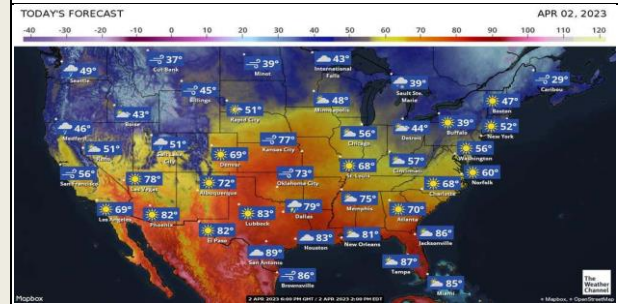 TODAY'S FORECAST
APR 02, 2023
-40 -30 -20 -10 0 10 20 30 40 50 60 70 80 90 100 110 120
49°
Seattle
37°
Cut Bank
39°
Minot
43°
International
Falls
39°
Sault Ste.
Marie
29°
Caribou
45°
Billings
43°
Boise
51°
Rapid City
48°
Minneapolis
47°
Boston
46°
Medford
39°
Buffalo
52°
New York
51°
Reno
51°
Salt Lake
City
69°
Denver
77°
Kansas City
56°
Chicago
44°
Detroit
56°
Washington
56°
San Francisco
78°
Las Vegas
72°
Albuquerque
73°
Oklahoma City
68°
St. Louis
57°
Cincinnati
60°
Norfolk
68°
Charlotte
69°
Los Angeles
82°
Phoenix
82°
El Paso
83°
Lubbock
79°
Dallas
75°
Memphis
70°
Atlanta
89°
San Antonio
83°
Houston
81°
New Orleans
86°
Jacksonville
86°
Brownsville
87°
Tampa
85°
Miami
The
Weather
Channel
Mapbox
2 APR 2023 6:00 PM GMT / 2 APR 2023 2:00 PM EDT
© Mapbox, © OpenStreetMap